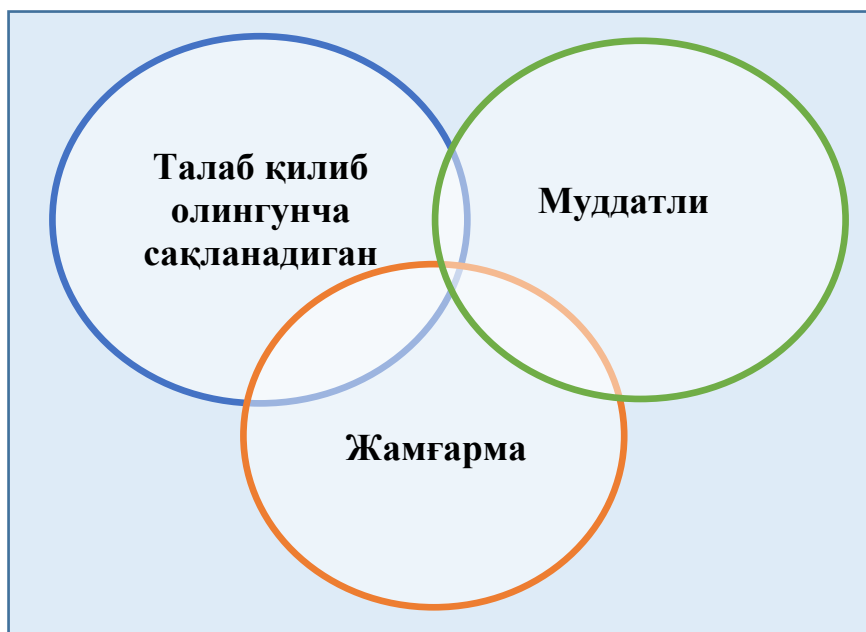 Талаб қилиб
олингунча
сақланадиган
Муддатли
Жамғарма